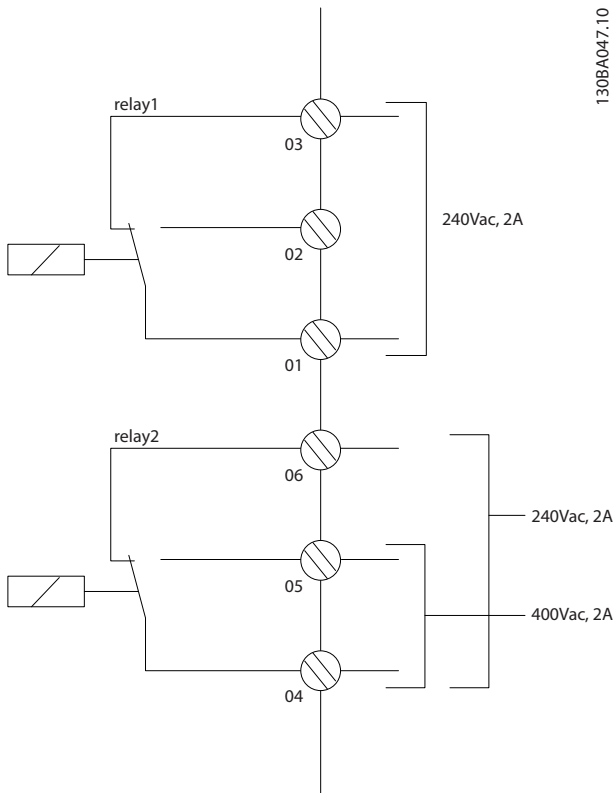 130BA047.10
relay1
03
240Vac, 2A
02
01
relay2
06
240Vac, 2A
05
400Vac, 2A
04